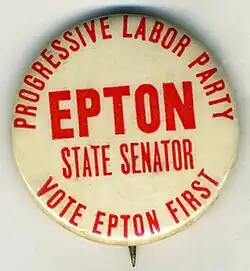 PROGRESSIVE LABOR PARTY
EPTON
STATE SENATOR
VOTE EPTON FIRST